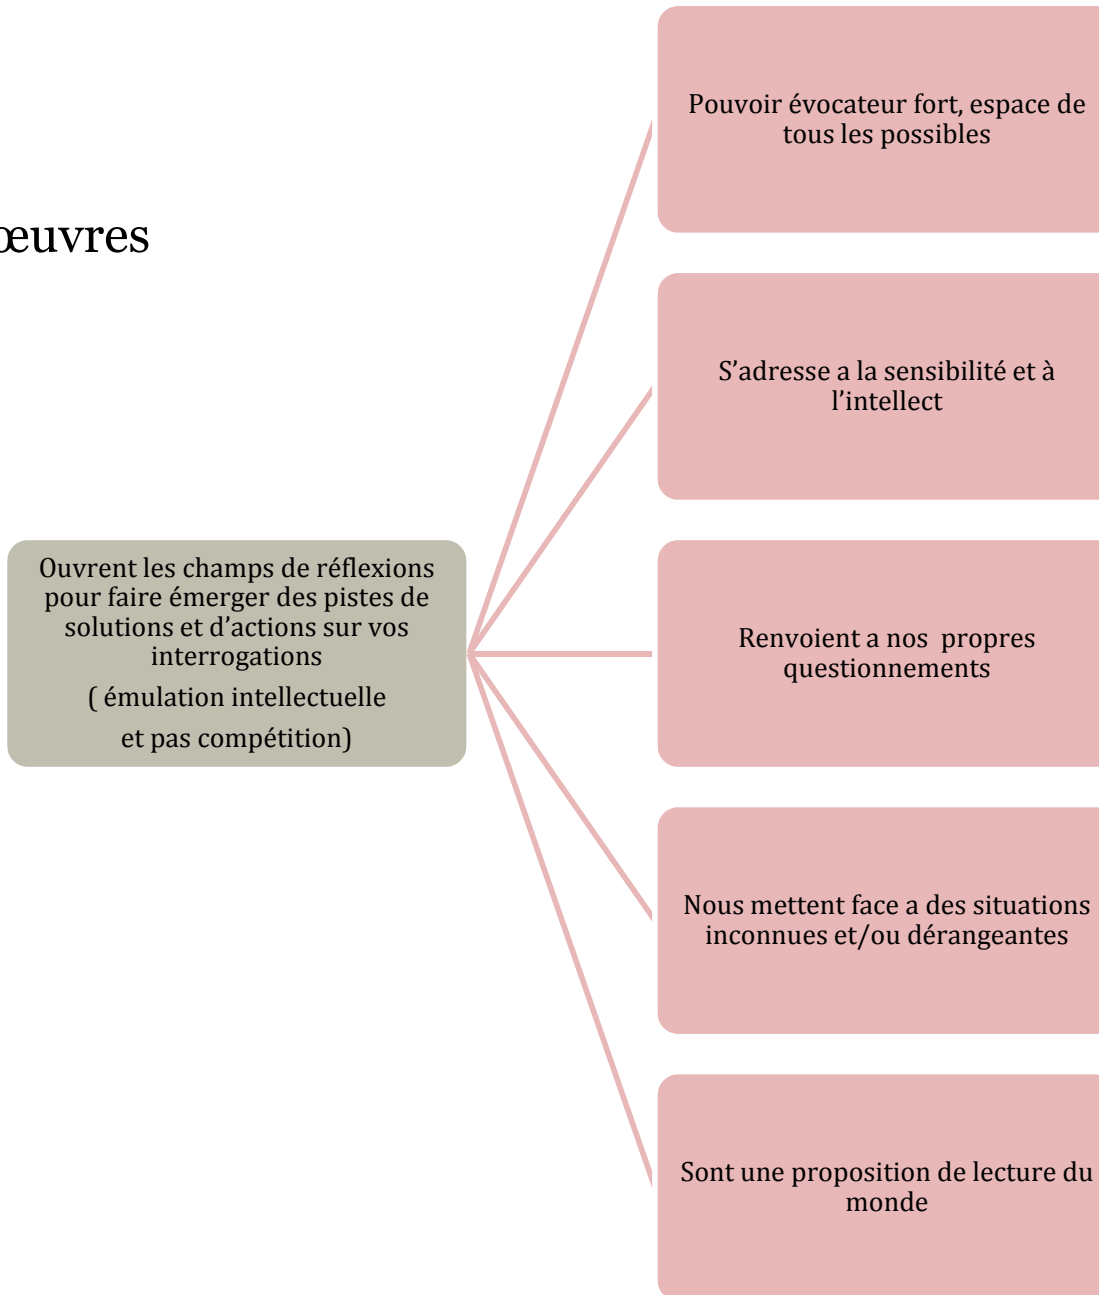 œuvres
Ouvrent les champs de réflexions
pour faire émerger des pistes de
solutions et d'actions sur vos
interrogations
( émulation intellectuelle
et pas compétition)
Pouvoir évocateur fort, espace de
tous les possibles
S’adresse a la sensibilité et à
l’intellect
Renvoient a nos  propres
questionnements
Nous mettent face a des situations
inconnues et/ou dérangeantes
Sont une proposition de lecture du
monde